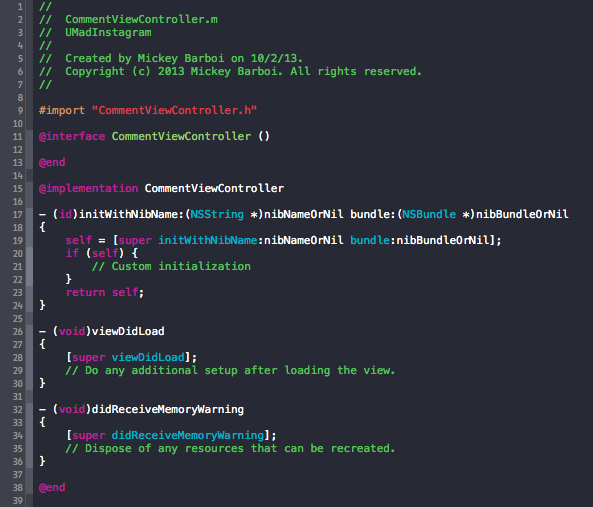 1 //
2 //  CommentViewController.m
3 //  UMadInstagram
4 //
5 //  Created by Mickey Barboi on 10/2/13.
6 //  Copyright (c) 2013 Mickey Barboi. All rights reserved.
7 //
8
9 #import "CommentViewController.h"
10
11 @interface CommentViewController ()
12
13 @end
14
15 @implementation CommentViewController
16
17 - (id)initWithNibName:(NSString *)nibNameOrNil bundle:(NSBundle *)nibBundleOrNil
18 {
19     self = [super initWithNibName:nibNameOrNil bundle:nibBundleOrNil];
20     if (self) {
21         // Custom initialization
22     }
23     return self;
24 }
25
26 - (void)viewDidLoad
27 {
28     [super viewDidLoad];
29     // Do any additional setup after loading the view.
30 }
31
32 - (void)didReceiveMemoryWarning
33 {
34     [super didReceiveMemoryWarning];
35     // Dispose of any resources that can be recreated.
36 }
37
38 @end
39